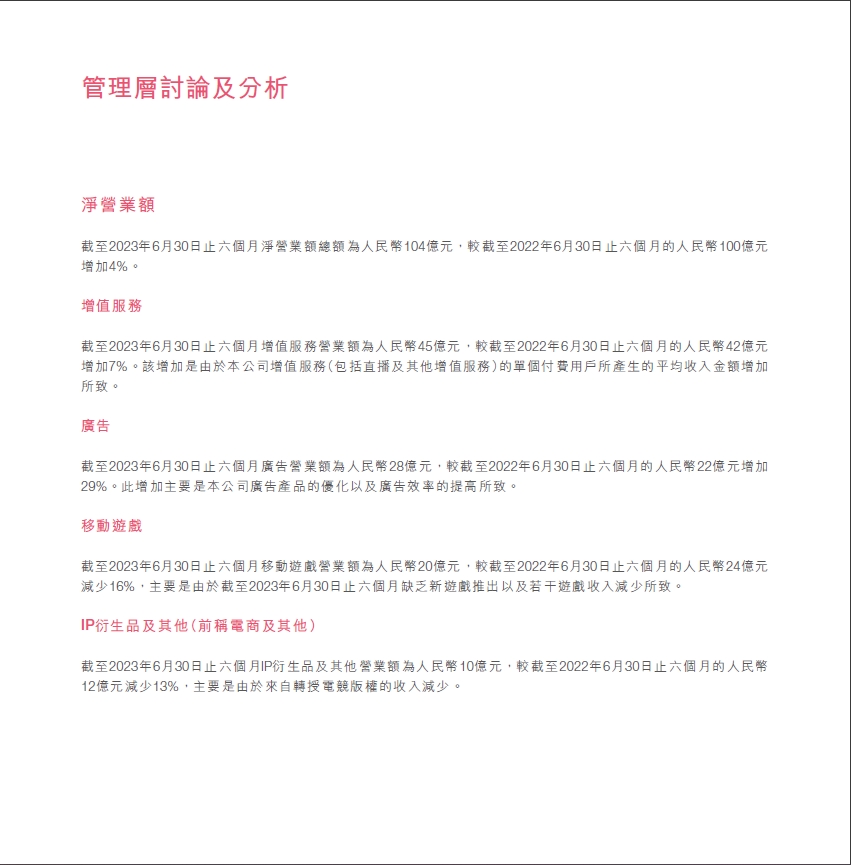 管理層討論及分析
淨營業額
截至2023年6月30日止六個月淨營業額總額為人民幣104億元，較截至2022年6月30日止六個月的人民幣100億元
增加4%。
增值服務
截至2023年6月30日止六個月增值服務營業額為人民幣45億元，較截至2022年6月30日止六個月的人民幣42億元
增加7%。該增加是由於本公司增值服務(包括直播及其他增值服務)的單個付費用戶所產生的平均收入金額增加
所致。
廣告
截至2023年6月30日止六個月廣告營業額為人民幣28億元，較截至2022年6月30日止六個月的人民幣22億元增加
29%。此增加主要是本公司廣告產品的優化以及廣告效率的提高所致。
移動遊戲
截至2023年6月30日止六個月移動遊戲營業額為人民幣20億元，較截至2022年6月30日止六個月的人民幣24億元
減少16%，主要是由於截至2023年6月30日止六個月缺乏新遊戲推出以及若干遊戲收入減少所致。
IP衍生品及其他(前稱電商及其他)
截至2023年6月30日止六個月IP衍生品及其他營業額為人民幣10億元，較截至2022年6月30日止六個月的人民幣
12億元減少13%，主要是由於來自轉授電競版權的收入減少。